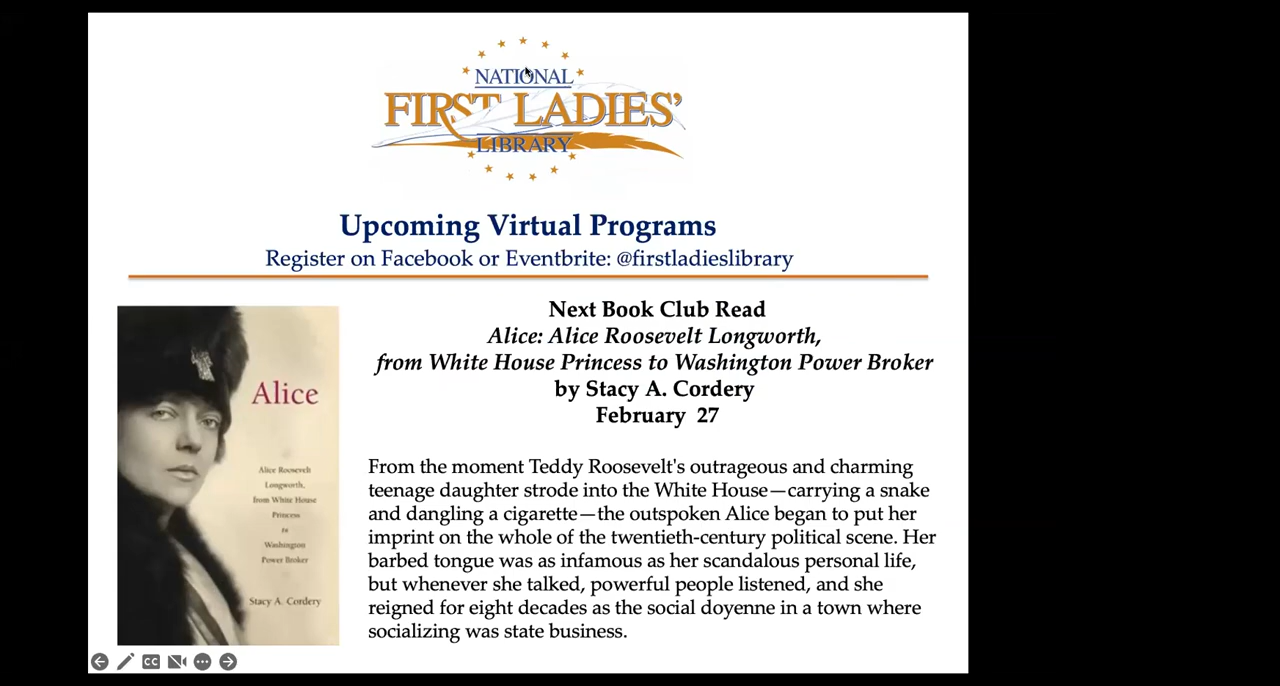 NATIONAL
FIRST LADIES'
LIBRARY
Upcoming Virtual Programs
Register on Facebook or Eventbrite: @firstladieslibrary
Next Book Club Read
Alice: Alice Roosevelt Longworth,
from White House Princess to Washington Power Broker
by Stacy A. Cordery
February 27
From the moment Teddy Roosevelt's outrageous and charming
teenage daughter strode into the White House—carrying a snake
and dangling a cigarette—the outspoken Alice began to put her
imprint on the whole of the twentieth-century political scene. Her
barbed tongue was as infamous as her scandalous personal life,
but whenever she talked, powerful people listened, and she
reigned for eight decades as the social doyenne in a town where
socializing was state business.
Alice
Alice Roosevelt
Longworth,
from White House
Princess
to
Washington
Power Broker
Stacy A. Cordery
CC